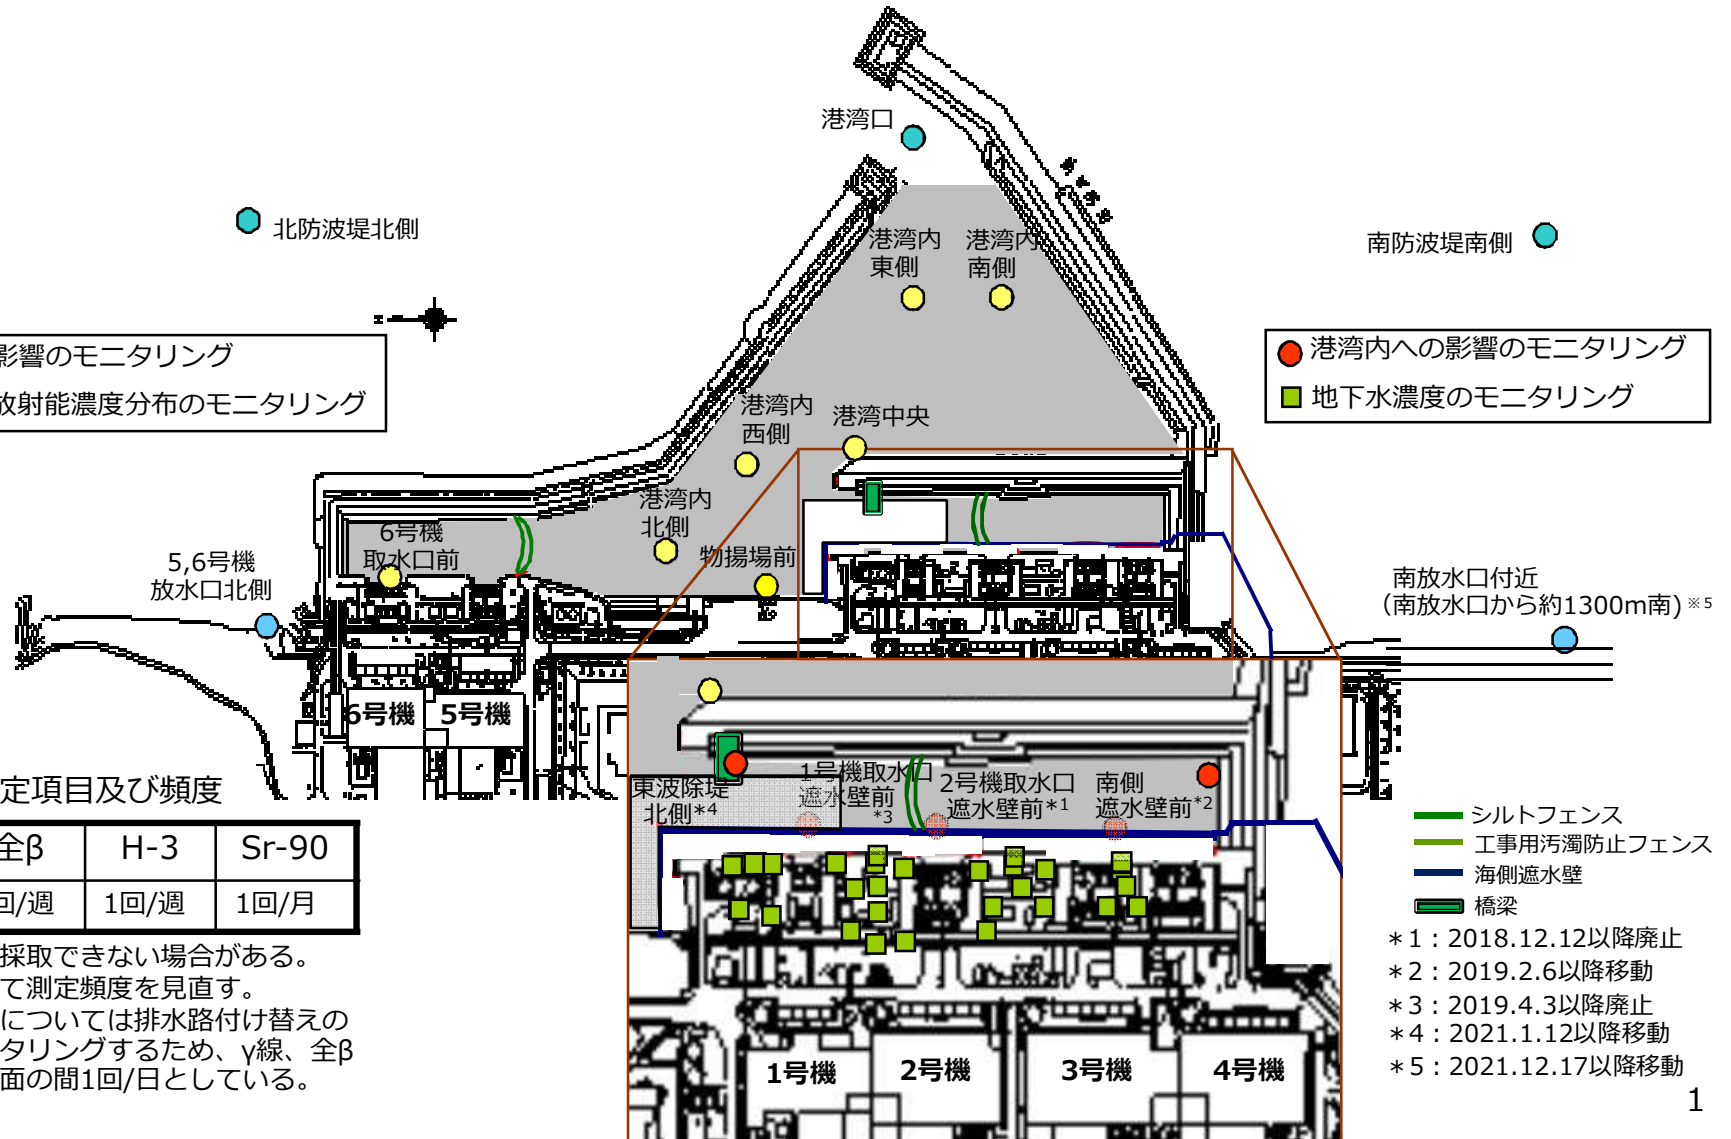 港湾口
北防波堤北側
南防波堤南側
港湾内
東側
港湾内
南側
影響のモニタリング
放射能濃度分布のモニタリング
港湾内への影響のモニタリング
地下水濃度のモニタリング
港湾内
西側
港湾中央
港湾内
北側
6号機
取水口前
物揚場前
5,6号機
放水口北側
南放水口付近
(南放水口から約1300m南)※5
6号機
5号機
定項目及び頻度
全β H-3 Sr-90
回/週 1回/週 1回/月
採取できない場合がある。
て測定頻度を見直す。
については排水路付け替えの
タリングするため、γ線、全β
面の間1回/日としている。
東波除堤
北側*4
1号機取水口
遮水壁前
*3
2号機取水口
遮水壁前*1
南側
遮水壁前*2
1号機
2号機
3号機
4号機
シルトフェンス
工事用汚濁防止フェンス
海側遮水壁
橋梁
*1:2018.12.12以降廃止
*2:2019.2.6以降移動
*3:2019.4.3以降廃止
*4:2021.1.12以降移動
*5:2021.12.17以降移動
1